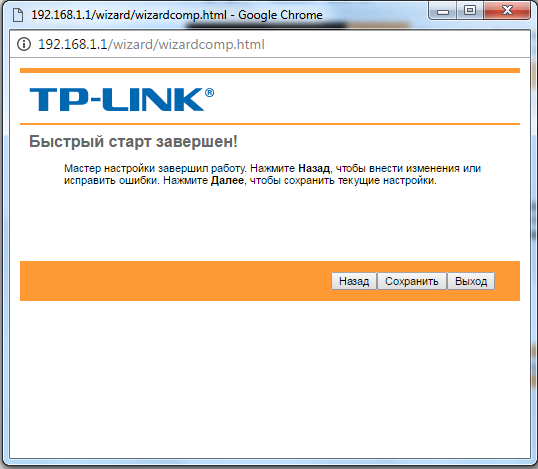 192.168.1.1/wizard/wizardcomp.html - Google Chrome
192.168.1.1/wizard/wizardcomp.html
TP-LINK®
Быстрый старт завершен!
Мастер настройки завершил работу. Нажмите Назад, чтобы внести изменения или
исправить ошибки. Нажмите Далее, чтобы сохранить текущие настройки.
Назад Сохранить Выход